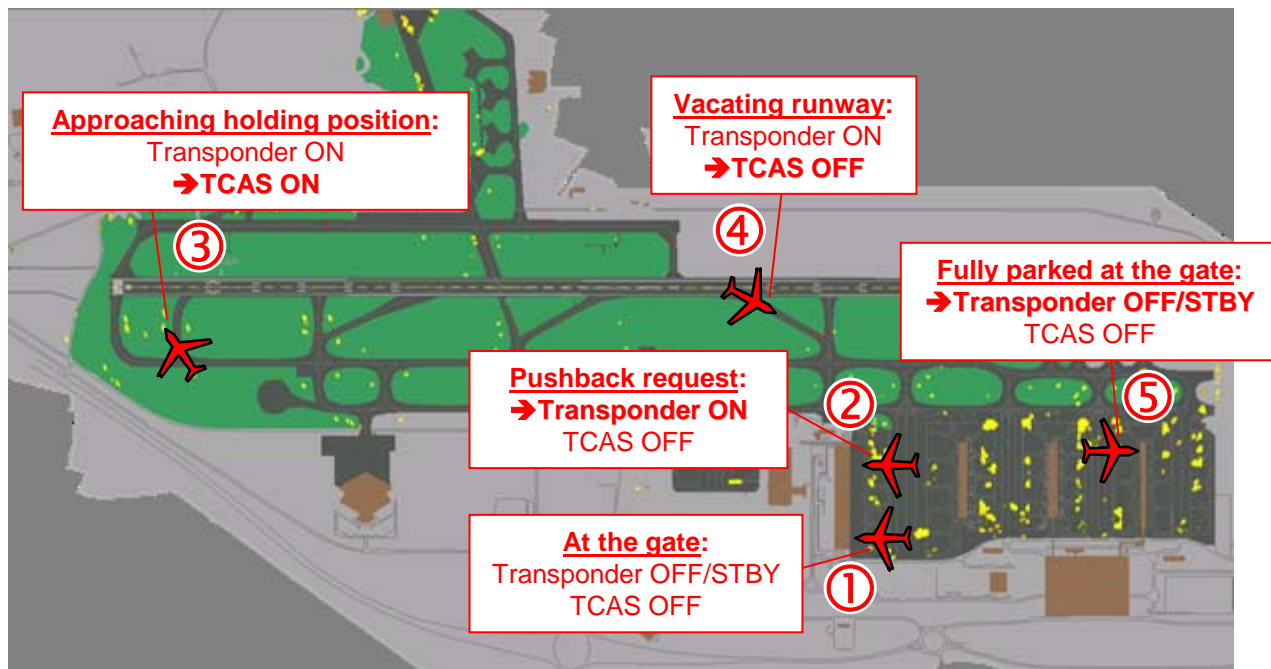 Approaching holding position:
Transponder ON
➔TCAS ON
③
Vacating runway:
Transponder ON
➔TCAS OFF
④
Fully parked at the gate:
➔Transponder OFF/STBY
TCAS OFF
⑤
Pushback request:
➔Transponder ON
TCAS OFF
②
At the gate:
Transponder OFF/STBY
TCAS OFF
①